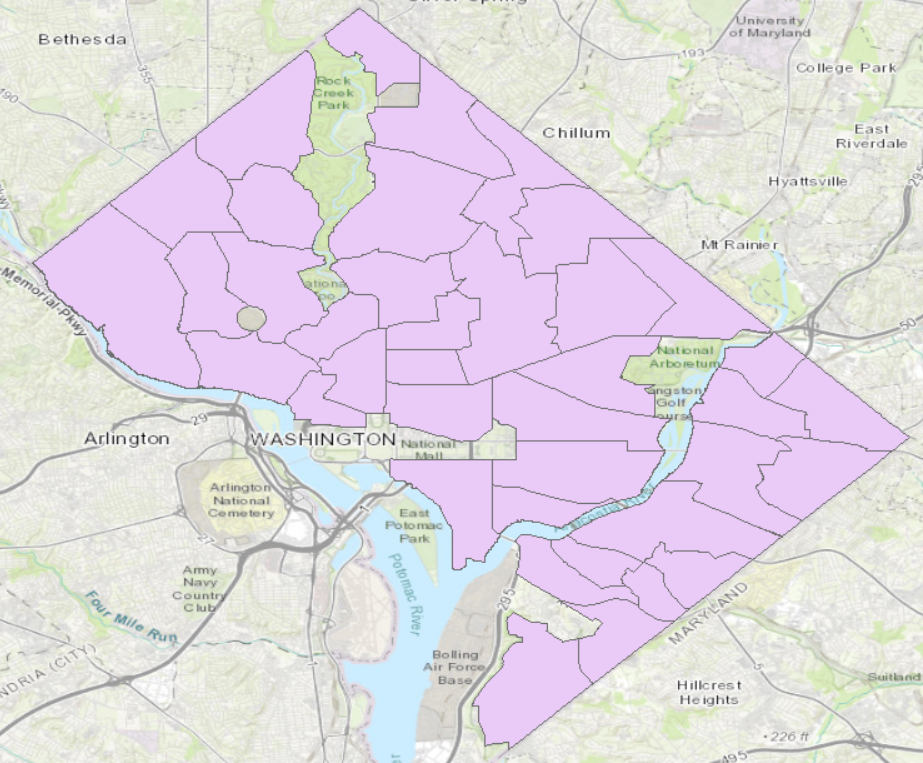 Bethesda
355
University
of Maryland
193
College Park
Rock
Creek
Park
Chillum
East
Riverdale
Hyattsville
Mt Rainier
Memorial Pkwy
50
National
Arboretum
29
Arlington
WASHINGTON
National
Mall
Arlington
National
Cemetery
East
Potomac
Park
27
1
Army
Navy
Country
Club
Potomac River
295
Four Mile Run
MARYLAND
Bolling
Air Force
Base
1
5
Suitland
Hillcrest
Heights
226 ft
495